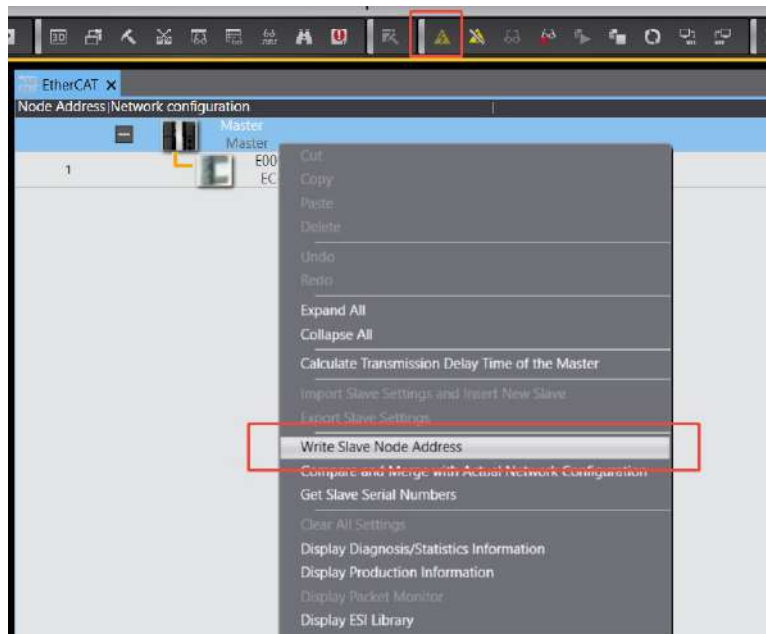 3D
EtherCAT
Node Address|Network configuration
Master
Master
1
E00
EC
Cut
Copy
Paste
Delete
Undo
Redo
Expand All
Collapse All
Calculate Transmission Delay Time of the Master
Import Slave Settings and Insert New Slave
Export Slave Settings
Write Slave Node Address
Compare and Merge with Actual Network Configuration
Get Slave Serial Numbers
Clear All Settings
Display Diagnosis/Statistics Information
Display Production Information
Display Packet Monitor
Display ESI Library